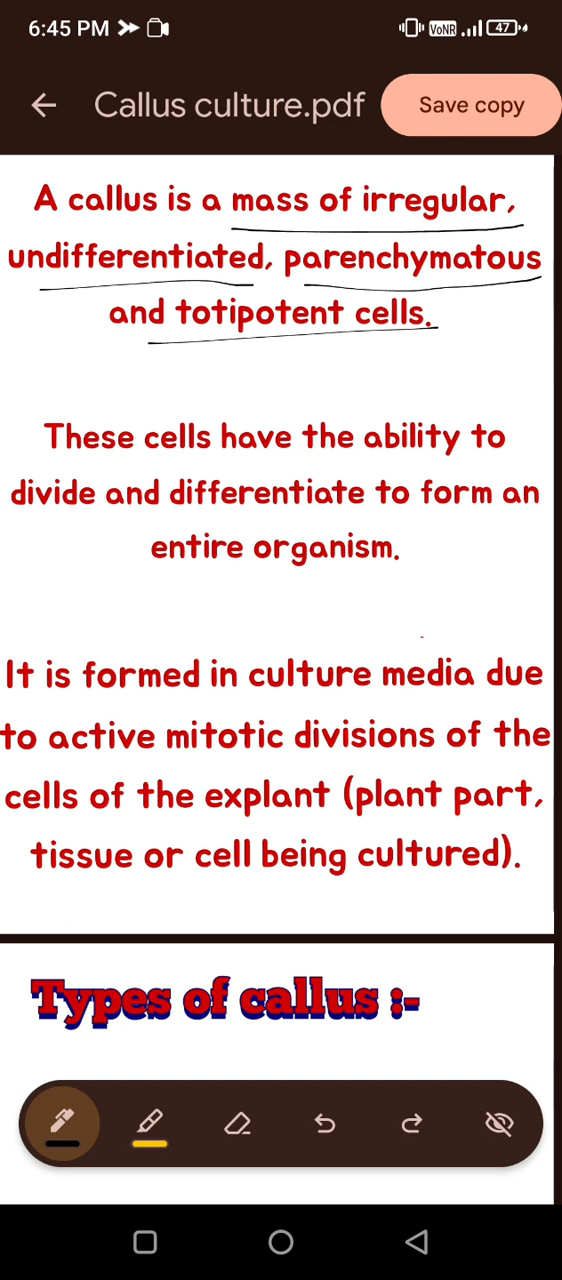 6:45 PM
VoNR
47
Callus culture.pdf
Save copy
A callus is a mass of irregular,
undifferentiated, parenchymatous
and totipotent cells.
These cells have the ability to
divide and differentiate to form an
entire organism.
It is formed in culture media due
to active mitotic divisions of the
cells of the explant (plant part,
tissue or cell being cultured).
Types of callus :-